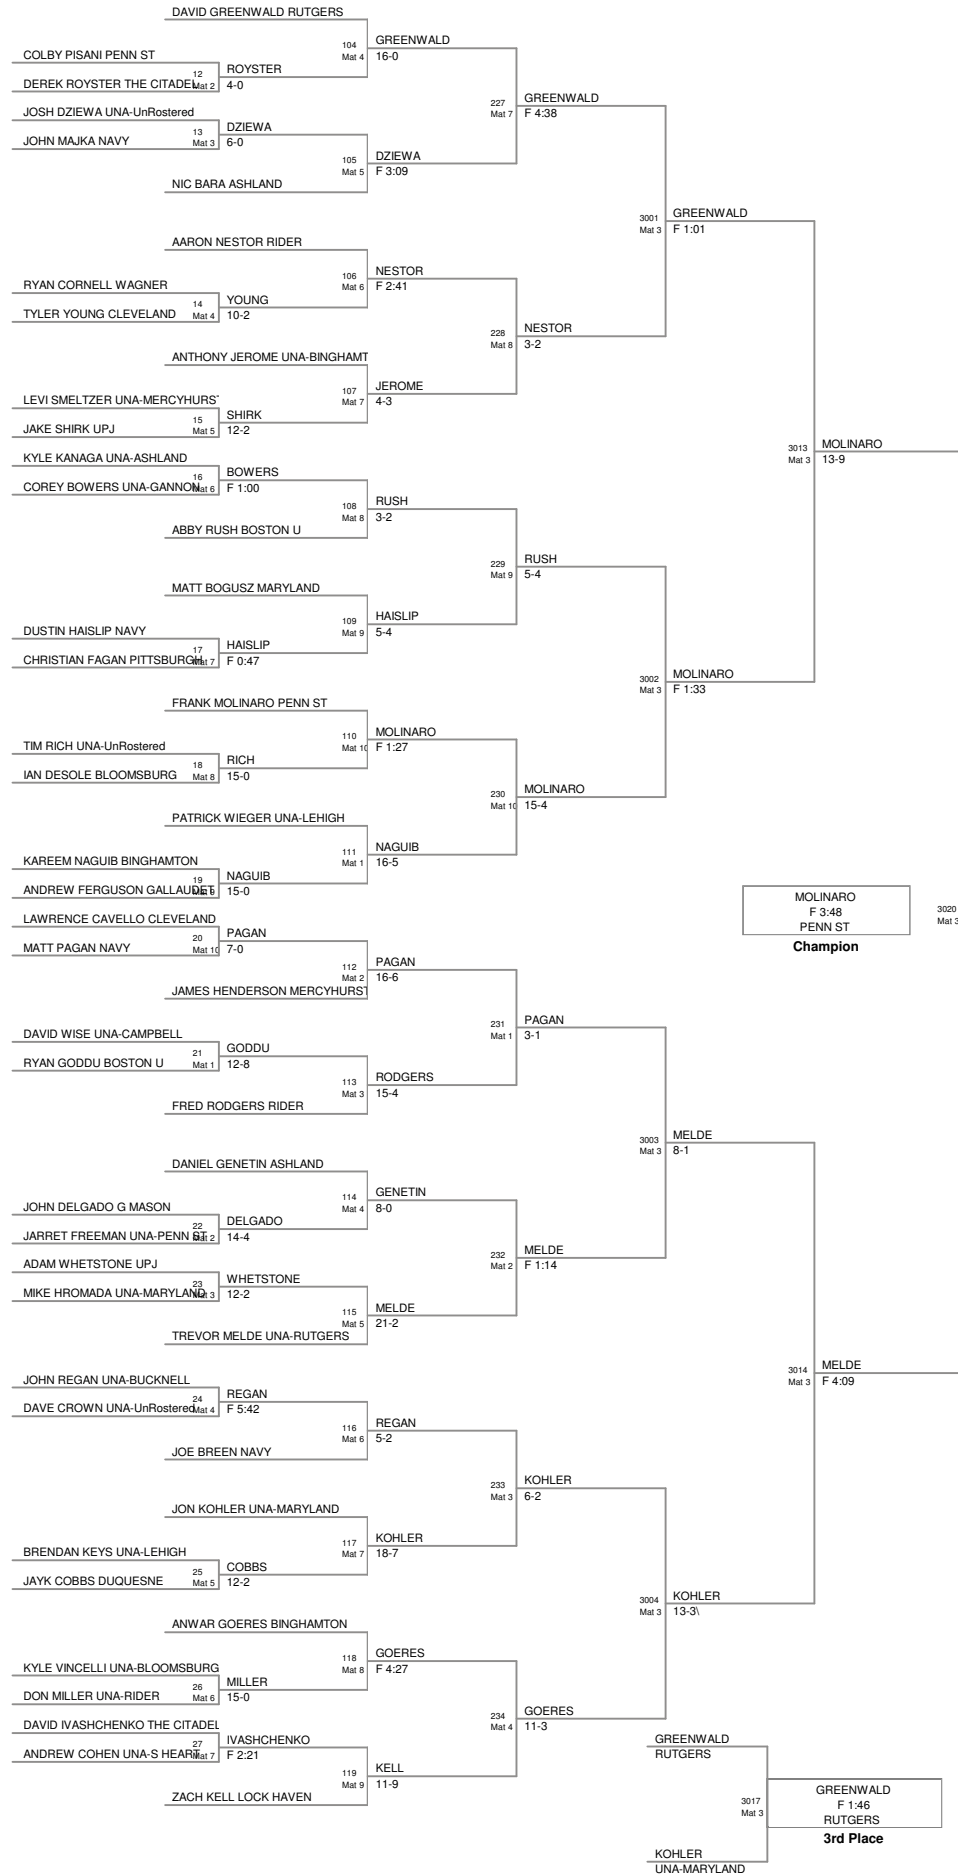 DAVID GREENWALD RUTGERS
104
Mat 4
GREENWALD
16-0
COLBY PISANI PENN ST
12
Mat 2
ROYSTER
4-0
DEREK ROYSTER THE CITADEL
227
Mat 7
GREENWALD
F 4:38
JOSH DZIEWA UNA-UnRostered
13
Mat 3
DZIEWA
6-0
JOHN MAJKA NAVY
105
Mat 5
DZIEWA
F 3:09
NIC BARA ASHLAND
3001
Mat 3
GREENWALD
F 1:01
AARON NESTOR RIDER
106
Mat 6
NESTOR
F 2:41
RYAN CORNELL WAGNER
14
Mat 4
YOUNG
10-2
TYLER YOUNG CLEVELAND
228
Mat 8
NESTOR
3-2
ANTHONY JEROME UNA-BINGHAMT
107
Mat 7
JEROME
4-3
LEVI SMELTZER UNA-MERCYHURST
15
Mat 5
SHIRK
12-2
JAKE SHIRK UPJ
3013
Mat 3
MOLINARO
13-9
KYLE KANAGA UNA-ASHLAND
16
Mat 6
BOWERS
F 1:00
COREY BOWERS UNA-GANNON
108
Mat 8
RUSH
3-2
ABBY RUSH BOSTON U
229
Mat 9
RUSH
5-4
MATT BOGUSZ MARYLAND
109
Mat 9
HAISLIP
5-4
DUSTIN HAISLIP NAVY
17
Mat 7
HAISLIP
F 0:47
CHRISTIAN FAGAN PITTSBURGH
3002
Mat 3
MOLINARO
F 1:33
FRANK MOLINARO PENN ST
110
Mat 10
MOLINARO
F 1:27
TIM RICH UNA-UnRostered
18
Mat 8
RICH
15-0
IAN DESOLE BLOOMSBURG
230
Mat 10
MOLINARO
15-4
PATRICK WIEGER UNA-LEHIGH
111
Mat 1
NAGUIB
16-5
KAREEM NAGUIB BINGHAMTON
19
Mat 9
NAGUIB
15-0
ANDREW FERGUSON GALLAUDET
MOLINARO
F 3:48
PENN ST
Champion
3020
Mat 3
LAWRENCE CAVELLO CLEVELAND
20
Mat 10
PAGAN
7-0
MATT PAGAN NAVY
112
Mat 2
PAGAN
16-6
JAMES HENDERSON MERCYHURST
231
Mat 1
PAGAN
3-1
DAVID WISE UNA-CAMPBELL
21
Mat 1
GODDU
12-8
RYAN GODDU BOSTON U
113
Mat 3
RODGERS
15-4
FRED RODGERS RIDER
3003
Mat 3
MELDE
8-1
DANIEL GENETIN ASHLAND
114
Mat 4
GENETIN
8-0
JOHN DELGADO G MASON
22
Mat 2
DELGADO
14-4
JARRET FREEMAN UNA-PENN ST
232
Mat 2
MELDE
F 1:14
ADAM WHETSTONE UPJ
23
Mat 3
WHETSTONE
12-2
MIKE HROMADA UNA-MARYLAND
115
Mat 5
MELDE
21-2
TREVOR MELDE UNA-RUTGERS
3014
Mat 3
MELDE
F 4:09
JOHN REGAN UNA-BUCKNELL
24
Mat 4
REGAN
F 5:42
DAVE CROWN UNA-UnRostered
116
Mat 6
REGAN
5-2
JOE BREEN NAVY
233
Mat 3
KOHLER
6-2
JON KOHLER UNA-MARYLAND
117
Mat 7
KOHLER
18-7
BRENDAN KEYS UNA-LEHIGH
25
Mat 5
COBBS
12-2
JAYK COBBS DUQUESNE
3004
Mat 3
KOHLER
13-3\
ANWAR GOERES BINGHAMTON
118
Mat 8
GOERES
F 4:27
KYLE VINCELLI UNA-BLOOMSBURG
26
Mat 6
MILLER
15-0
DON MILLER UNA-RIDER
234
Mat 4
GOERES
11-3
DAVID IVASHCHENKO THE CITADEL
27
Mat 7
IVASHCHENKO
F 2:21
ANDREW COHEN UNA-S HEART
119
Mat 9
KELL
11-9
ZACH KELL LOCK HAVEN
GREENWALD
RUTGERS
3017
Mat 3
GREENWALD
F 1:46
RUTGERS
3rd Place
KOHLER
UNA-MARYLAND